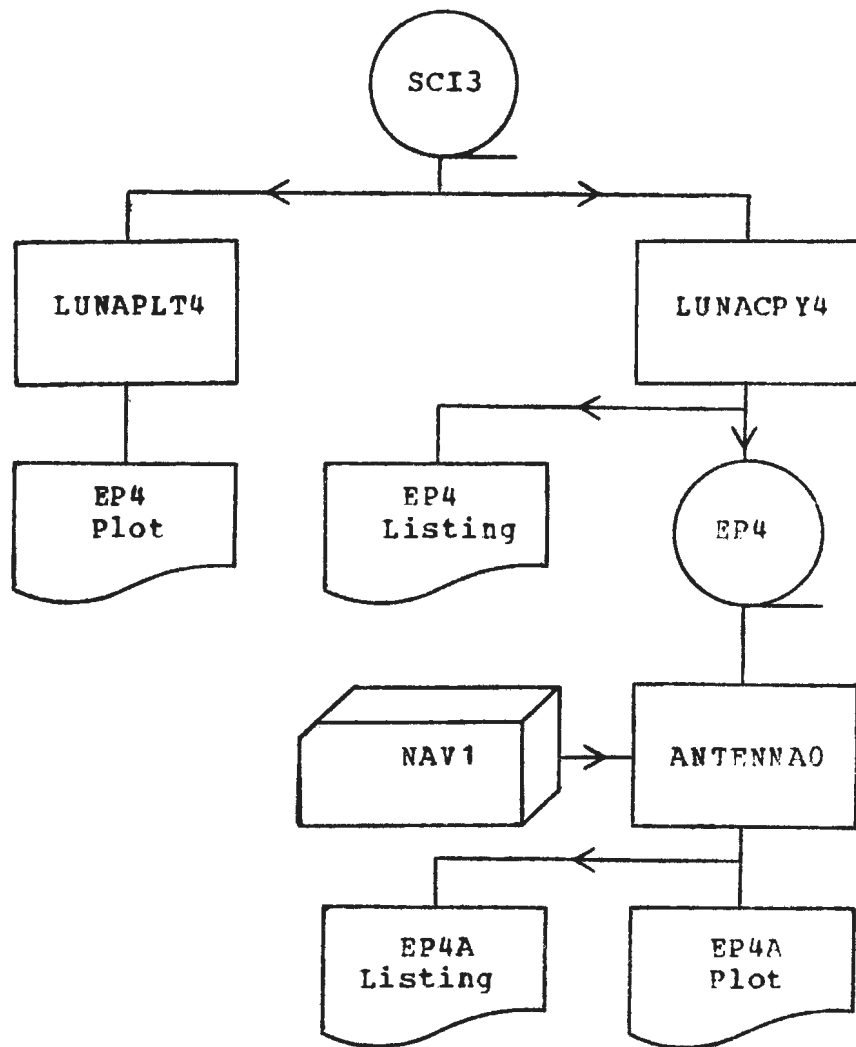 SCI3
LUNAPLT4
LUNACPY4
EP4
Plot
EP4
Listing
EP4
NAV1
ANTENNA0
EP4A
Listing
EP4A
Plot